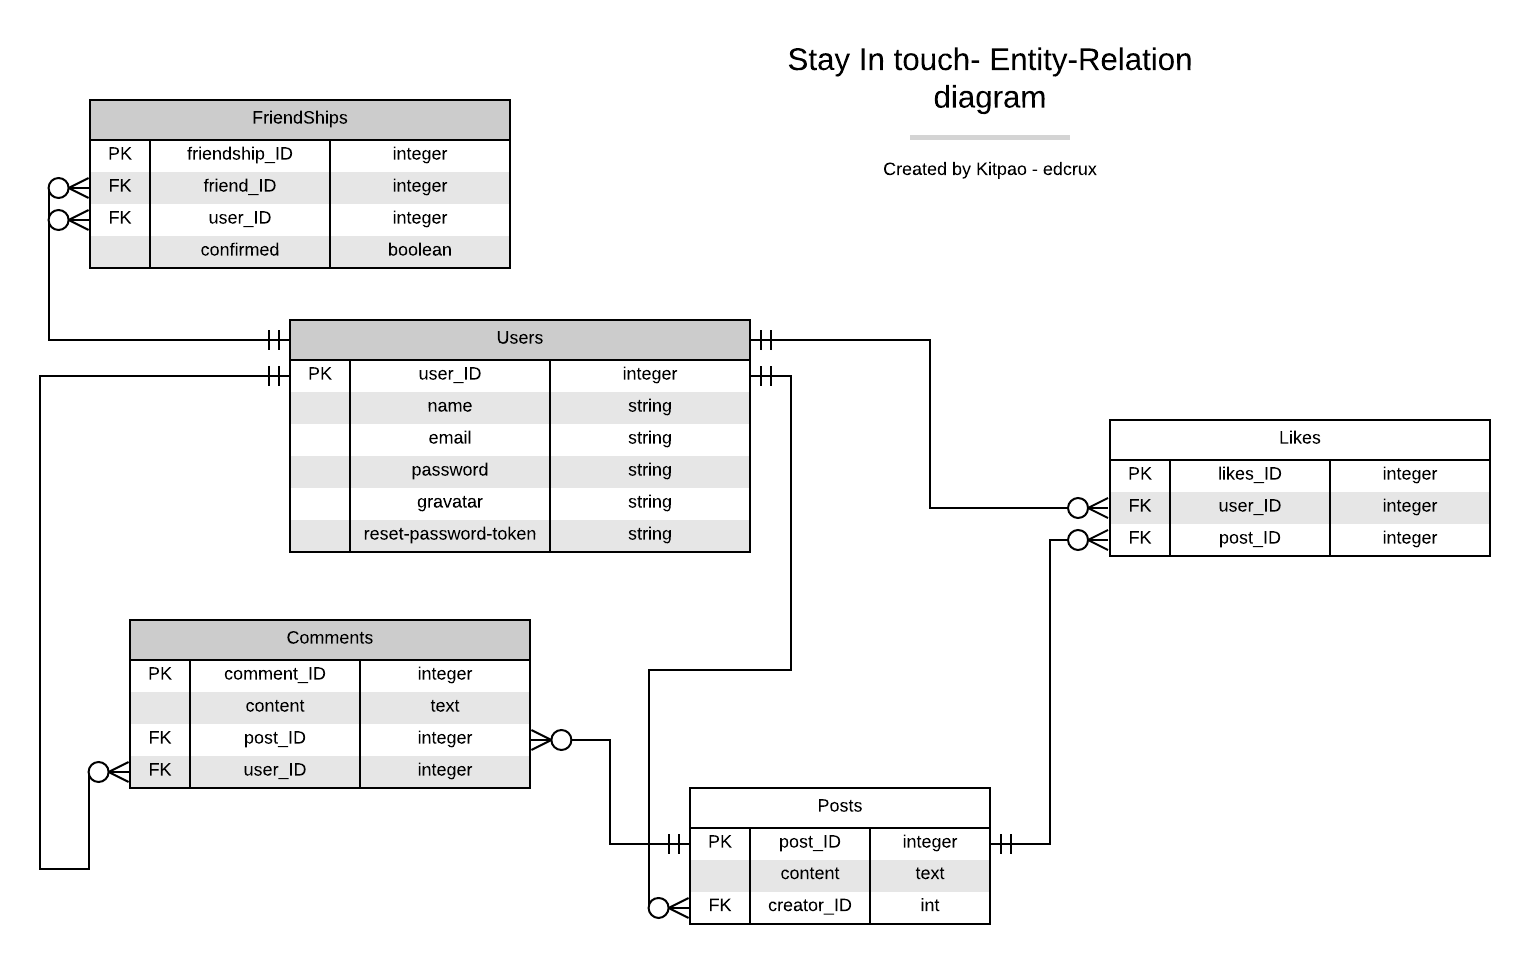 Stay In touch- Entity-Relation
diagram
Created by Kitpao - edcrux
FriendShips
PK friendship_ID integer
FK friend_ID integer
FK user_ID integer
confirmed boolean
Users
PK user_ID integer
name string
email string
password string
gravatar string
reset-password-token string
Likes
PK likes_ID integer
FK user_ID integer
FK post_ID integer
Comments
PK comment_ID integer
content text
FK post_ID integer
FK user_ID integer
Posts
PK post_ID integer
content text
FK creator_ID int